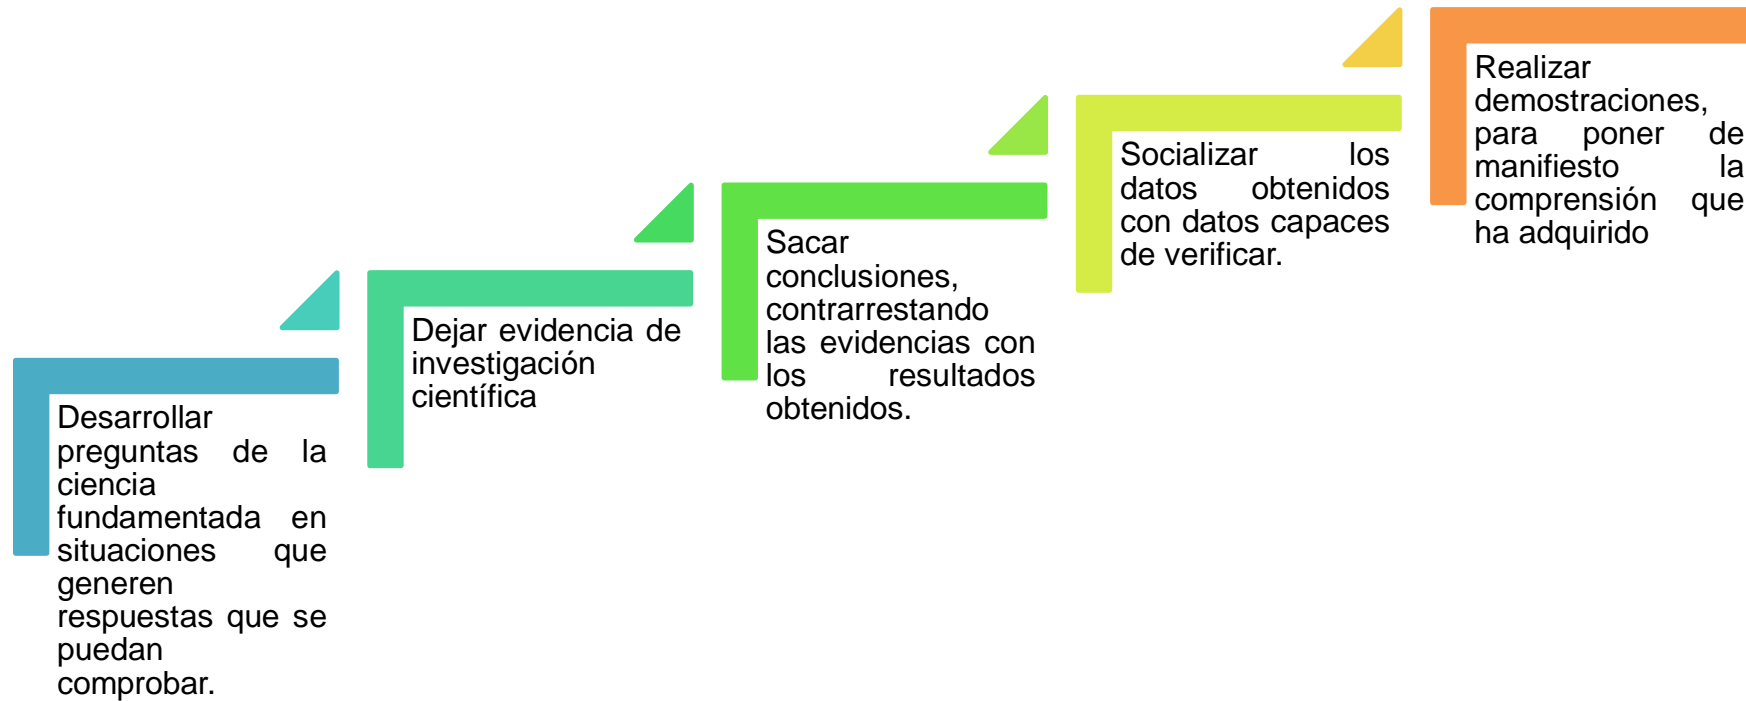 Desarrollar
preguntas de la
ciencia
fundamentada en
situaciones que
generen
respuestas que se
puedan
comprobar.
Dejar evidencia de
investigación
científica
Sacar
conclusiones,
contrarrestando
las evidencias con
los resultados
obtenidos.
Socializar los
datos obtenidos
con datos capaces
de verificar.
Realizar
demostraciones,
para poner de
manifiesto la
comprensión que
ha adquirido